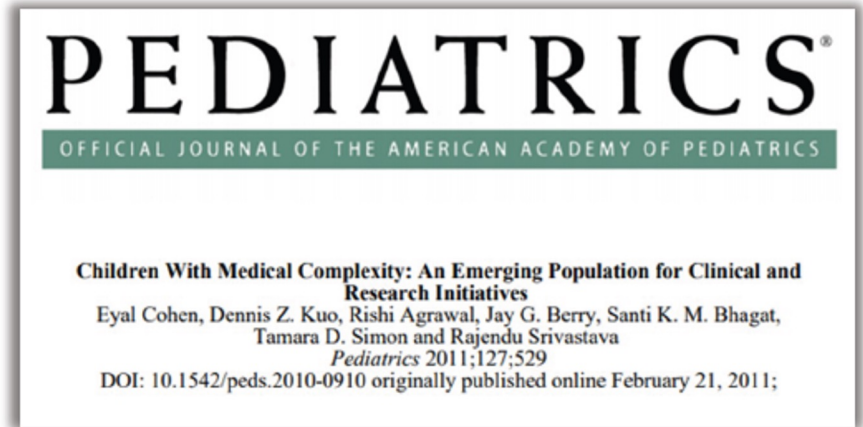 PEDIATRICS®
OFFICIAL JOURNAL OF THE AMERICAN ACADEMY OF PEDIATRICS
Children With Medical Complexity: An Emerging Population for Clinical and
Research Initiatives
Eyal Cohen, Dennis Z. Kuo, Rishi Agrawal, Jay G. Berry, Santi K. M. Bhagat,
Tamara D. Simon and Rajendu Srivastava
Pediatrics 2011;127;529
DOI: 10.1542/peds.2010-0910 originally published online February 21, 2011;